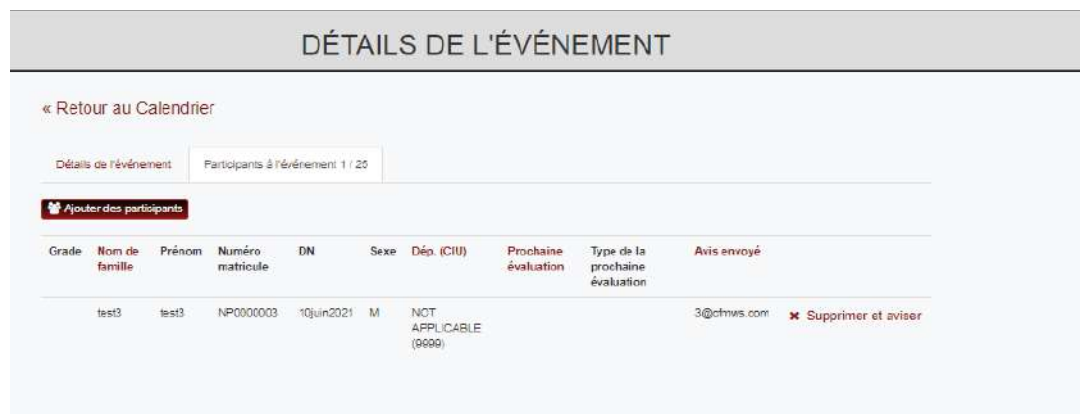 DÉTAILS DE L'ÉVÉNEMENT
« Retour au Calendrier
Détails de l'événement Participants à l'événement 1 / 25
Ajouter des participants
Grade Nom de famille Prénom Numéro matricule DN Sexe Dép. (CIU) Prochaine évaluation Type de la prochaine évaluation Avis envoyé
test3 test3 NP0000003 10juin2021 M NOT APPLICABLE (9999) 3@cfmws.com ✖ Supprimer et aviser